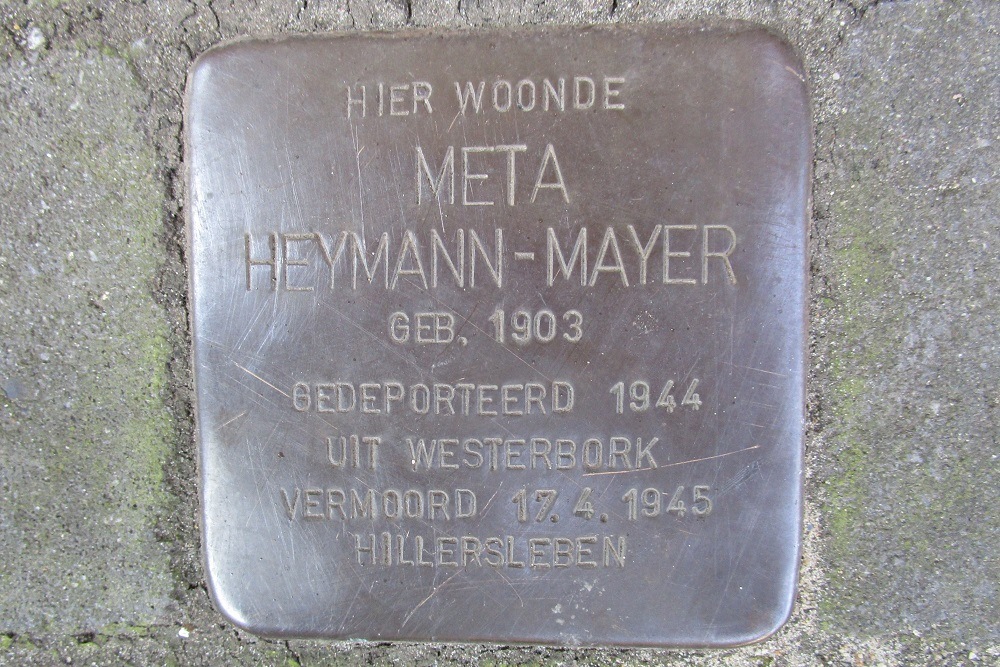 HIER WOONDE
META
HEYMANN-MAYER
GEB. 1903
GEDEPORTEERD 1944
UIT WESTERBORK
VERMOORD 17.4.1945
HILLERSLEBEN